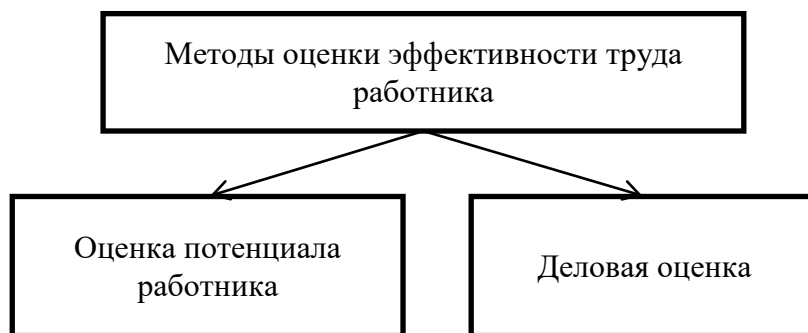 Методы оценки эффективности труда
работника
Оценка потенциала
работника
Деловая оценка